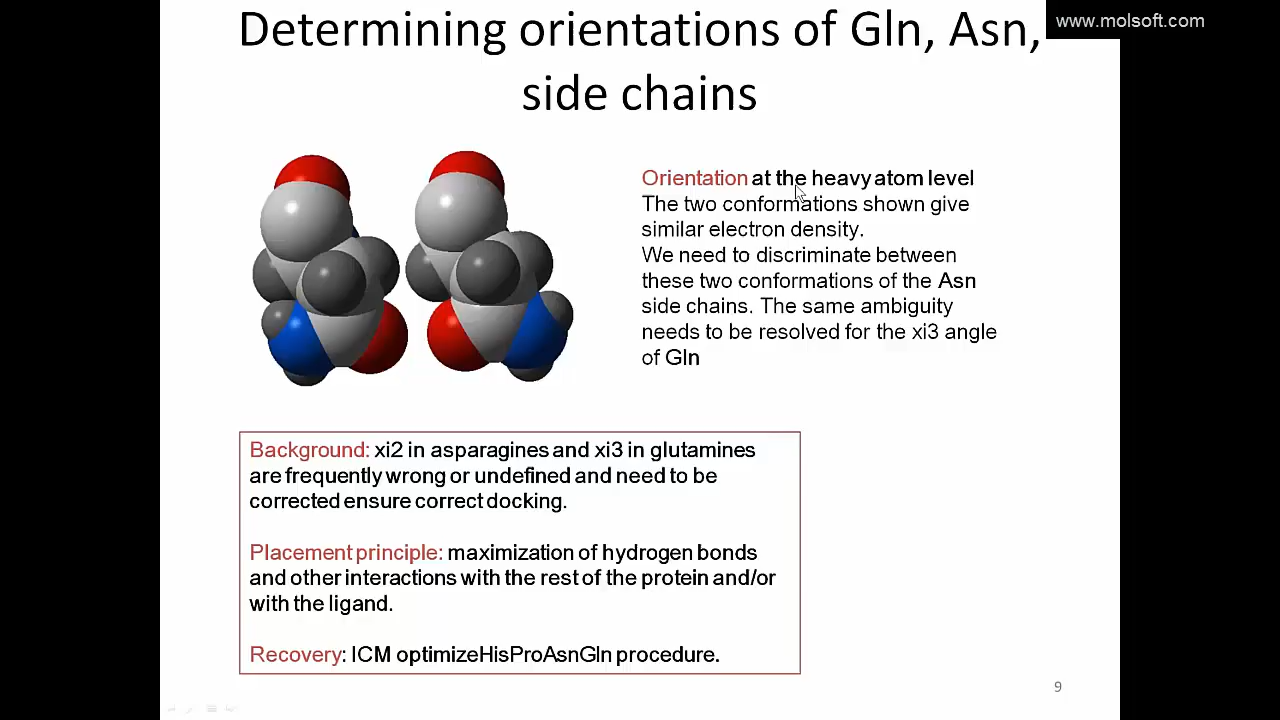 www.molsoft.com
Determining orientations of Gln, Asn,
side chains
Orientation at the heavy atom level
The two conformations shown give
similar electron density.
We need to discriminate between
these two conformations of the Asn
side chains. The same ambiguity
needs to be resolved for the xi3 angle
of Gln
Background: xi2 in asparagines and xi3 in glutamines
are frequently wrong or undefined and need to be
corrected ensure correct docking.
Placement principle: maximization of hydrogen bonds
and other interactions with the rest of the protein and/or
with the ligand.
Recovery: ICM optimizeHisProAsnGln procedure.
9